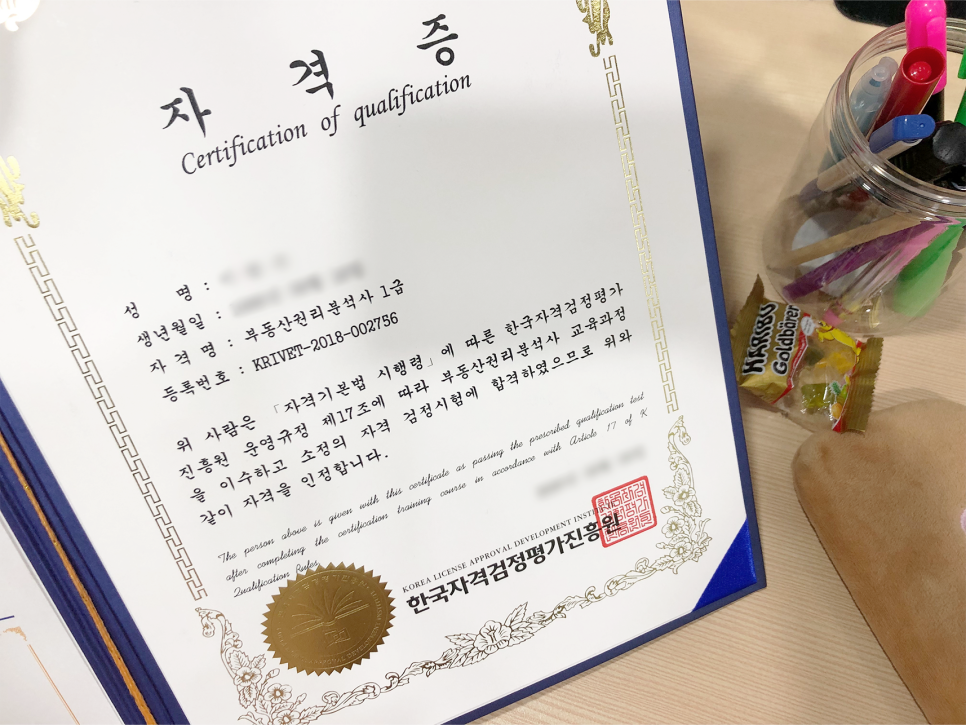 자 격 증
Certification of qualification
성 명 :
생년월일 :
자 격 명 : 부동산권리분석사 1급
등록번호 : KRIVET-2018-002756
위 사람은 「자격기본법 시행령」에 따른 한국자격검정평가
진흥원 운영규정 제17조에 따라 부동산권리분석사 교육과정
을 이수하고 소정의 자격 검정시험에 합격하였으므로 위와
같이 자격을 인정합니다.
The person above is given with this certificate as passing the prescribed qualification test
after completing the certification training course in accordance with Article 17 of K
Qualification Rules
KOREA LICENSE APPROVAL DEVELOPMENT INSTI
한국자격검정평가진흥원
HARIBO
Goldbären